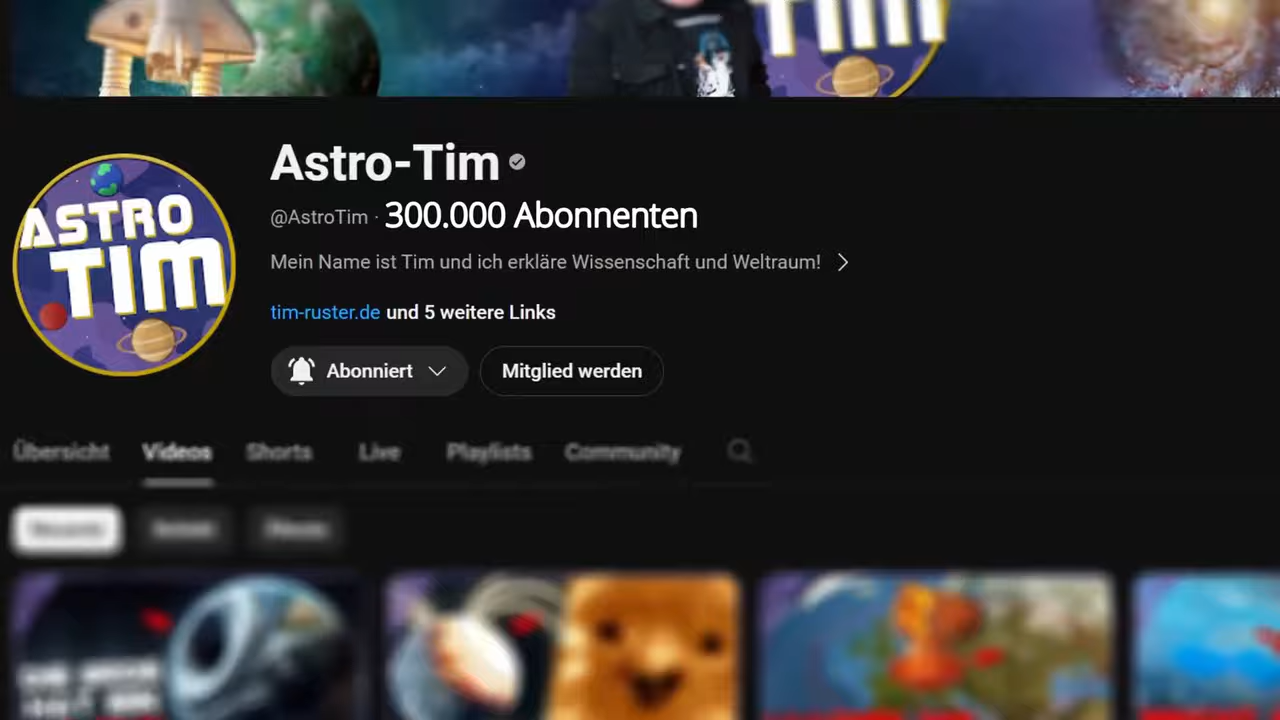 TIM
Astro-Tim
@AstroTim · 300.000 Abonnenten
Mein Name ist Tim und ich erkläre Wissenschaft und Weltraum!
ASTRO
TIM
tim-ruster.de und 5 weitere Links
Abonniert
Mitglied werden
Übersicht Videos Shorts Live Playlists Community